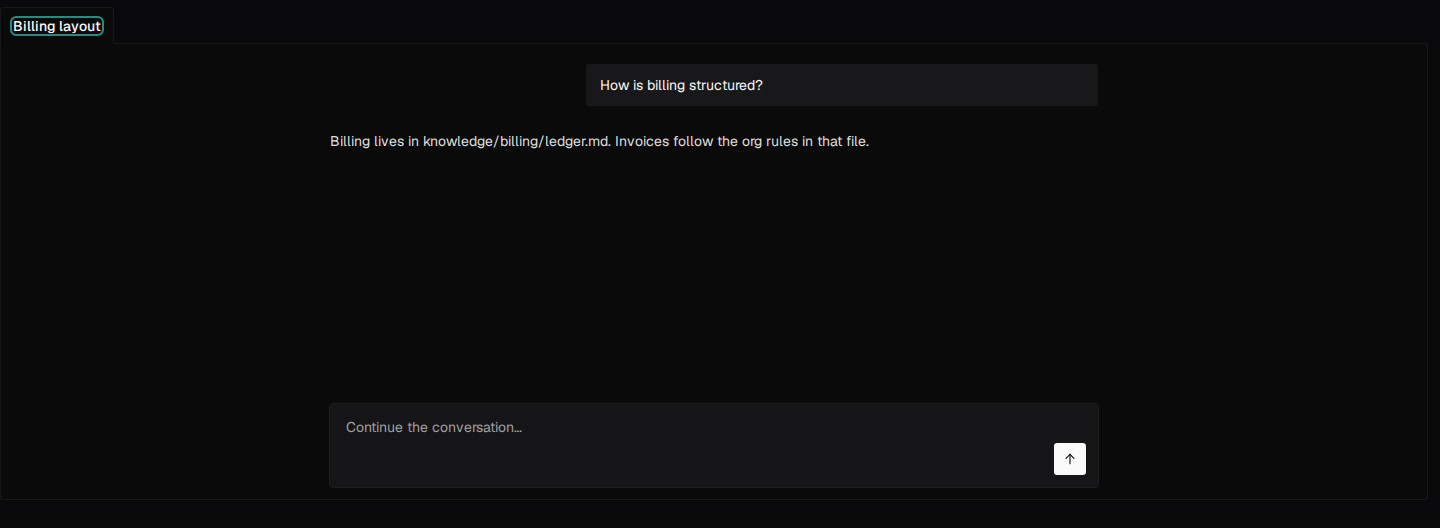 Billing layout
How is billing structured?
Billing lives in knowledge/billing/ledger.md. Invoices follow the org rules in that file.
Continue the conversation…